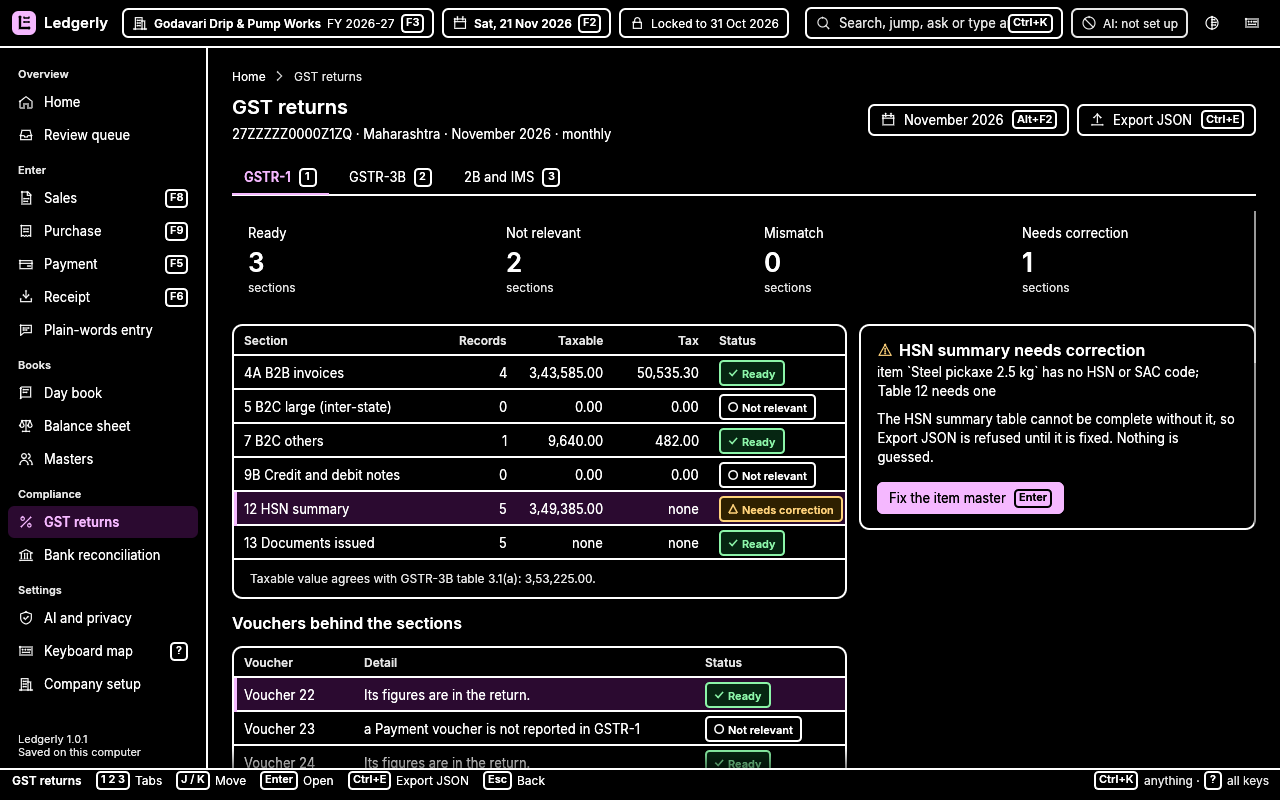 Ledgerly
Godavari Drip & Pump Works FY 2026-27 F3
Sat, 21 Nov 2026 F2
Locked to 31 Oct 2026
Search, jump, ask or type a Ctrl+K
AI: not set up
Overview
Home
Review queue
Enter
Sales F8
Purchase F9
Payment F5
Receipt F6
Plain-words entry
Books
Day book
Balance sheet
Masters
Compliance
GST returns
Bank reconciliation
Settings
AI and privacy
Keyboard map ?
Company setup
Ledgerly 1.0.1
Saved on this computer
Home GST returns
GST returns
27ZZZZZ0000Z1ZQ · Maharashtra · November 2026 · monthly
November 2026 Alt+F2
Export JSON Ctrl+E
GSTR-1 1 GSTR-3B 2 2B and IMS 3
Ready Not relevant Mismatch Needs correction
3 2 0 1
sections sections sections sections
Section Records Taxable Tax Status
4A B2B invoices 4 3,43,585.00 50,535.30 Ready
5 B2C large (inter-state) 0 0.00 0.00 Not relevant
7 B2C others 1 9,640.00 482.00 Ready
9B Credit and debit notes 0 0.00 0.00 Not relevant
12 HSN summary 5 3,49,385.00 none Needs correction
13 Documents issued 5 none none Ready
Taxable value agrees with GSTR-3B table 3.1(a): 3,53,225.00.
HSN summary needs correction
item `Steel pickaxe 2.5 kg` has no HSN or SAC code;
Table 12 needs one
The HSN summary table cannot be complete without it, so
Export JSON is refused until it is fixed. Nothing is
guessed.
Fix the item master Enter
Vouchers behind the sections
Voucher Detail Status
Voucher 22 Its figures are in the return. Ready
Voucher 23 a Payment voucher is not reported in GSTR-1 Not relevant
Voucher 24 Its figures are in the return. Ready
GST returns 1 2 3 Tabs J / K Move Enter Open Ctrl+E Export JSON Esc Back
Ctrl+K anything · ? all keys